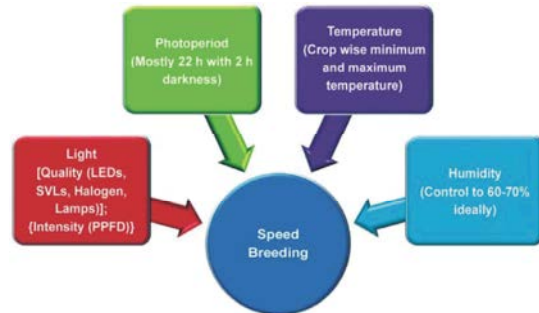 Photoperiod
(Mostly 22 h with 2 h
darkness)
Temperature
(Crop wise minimum
and maximum
temperature)
Light
[Quality (LEDs,
SVLs, Halogen,
Lamps)];
{Intensity (PPFD)}
Humidity
(Control to 60-70%
ideally)
Speed
Breeding